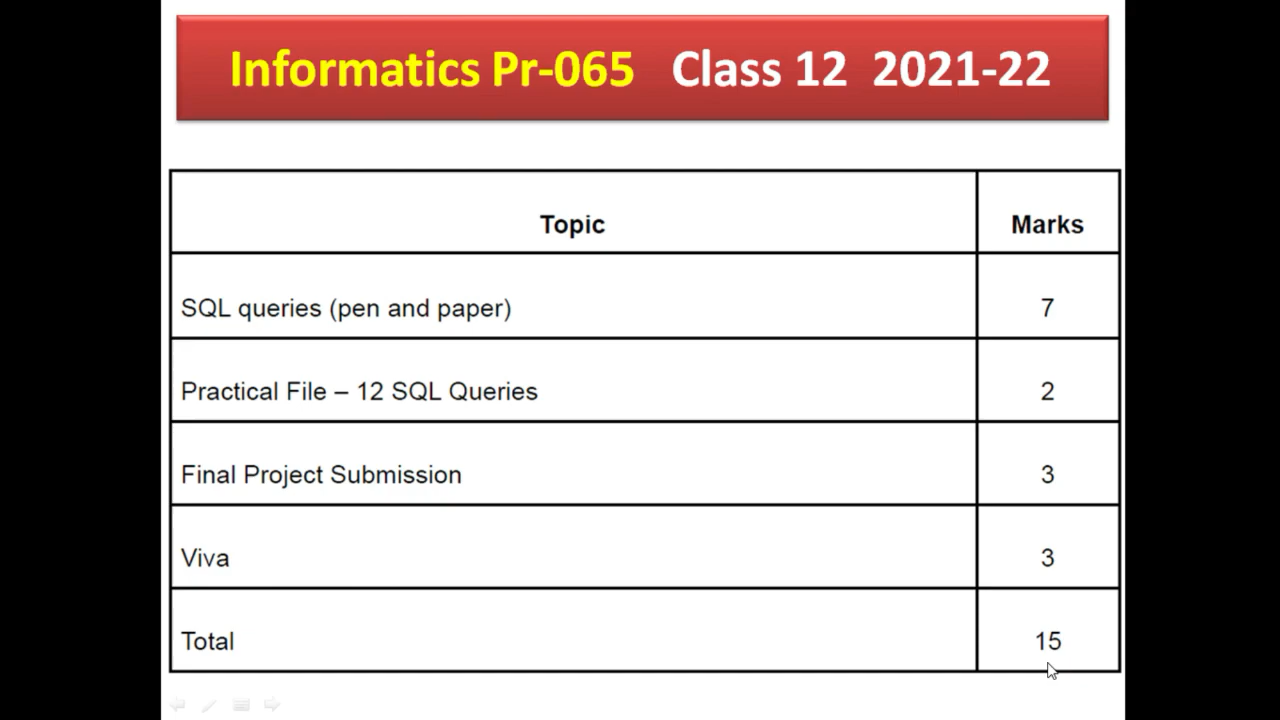 Informatics Pr-065 Class 12 2021-22
Topic Marks
SQL queries (pen and paper) 7
Practical File – 12 SQL Queries 2
Final Project Submission 3
Viva 3
Total 15